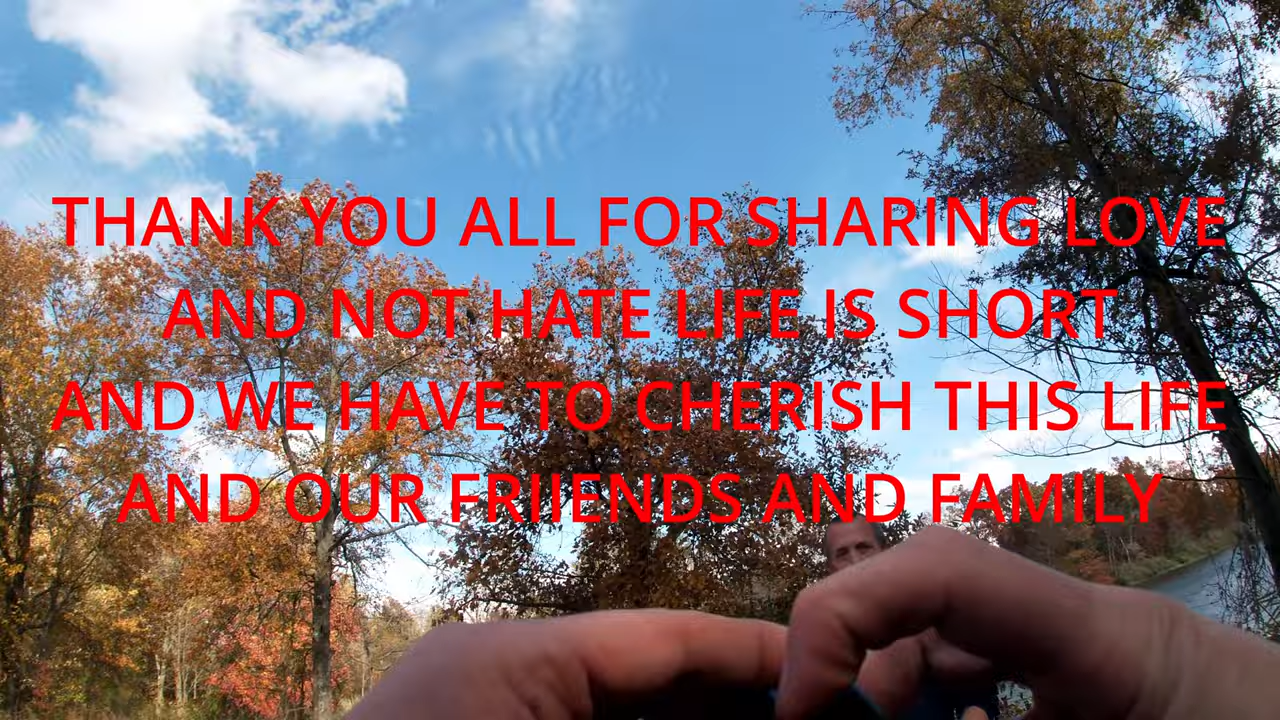 THANK YOU ALL FOR SHARING LOVE
AND NOT HATE LIFE IS SHORT
AND WE HAVE TO CHERISH THIS LIFE
AND OUR FRIIENDS AND FAMILY